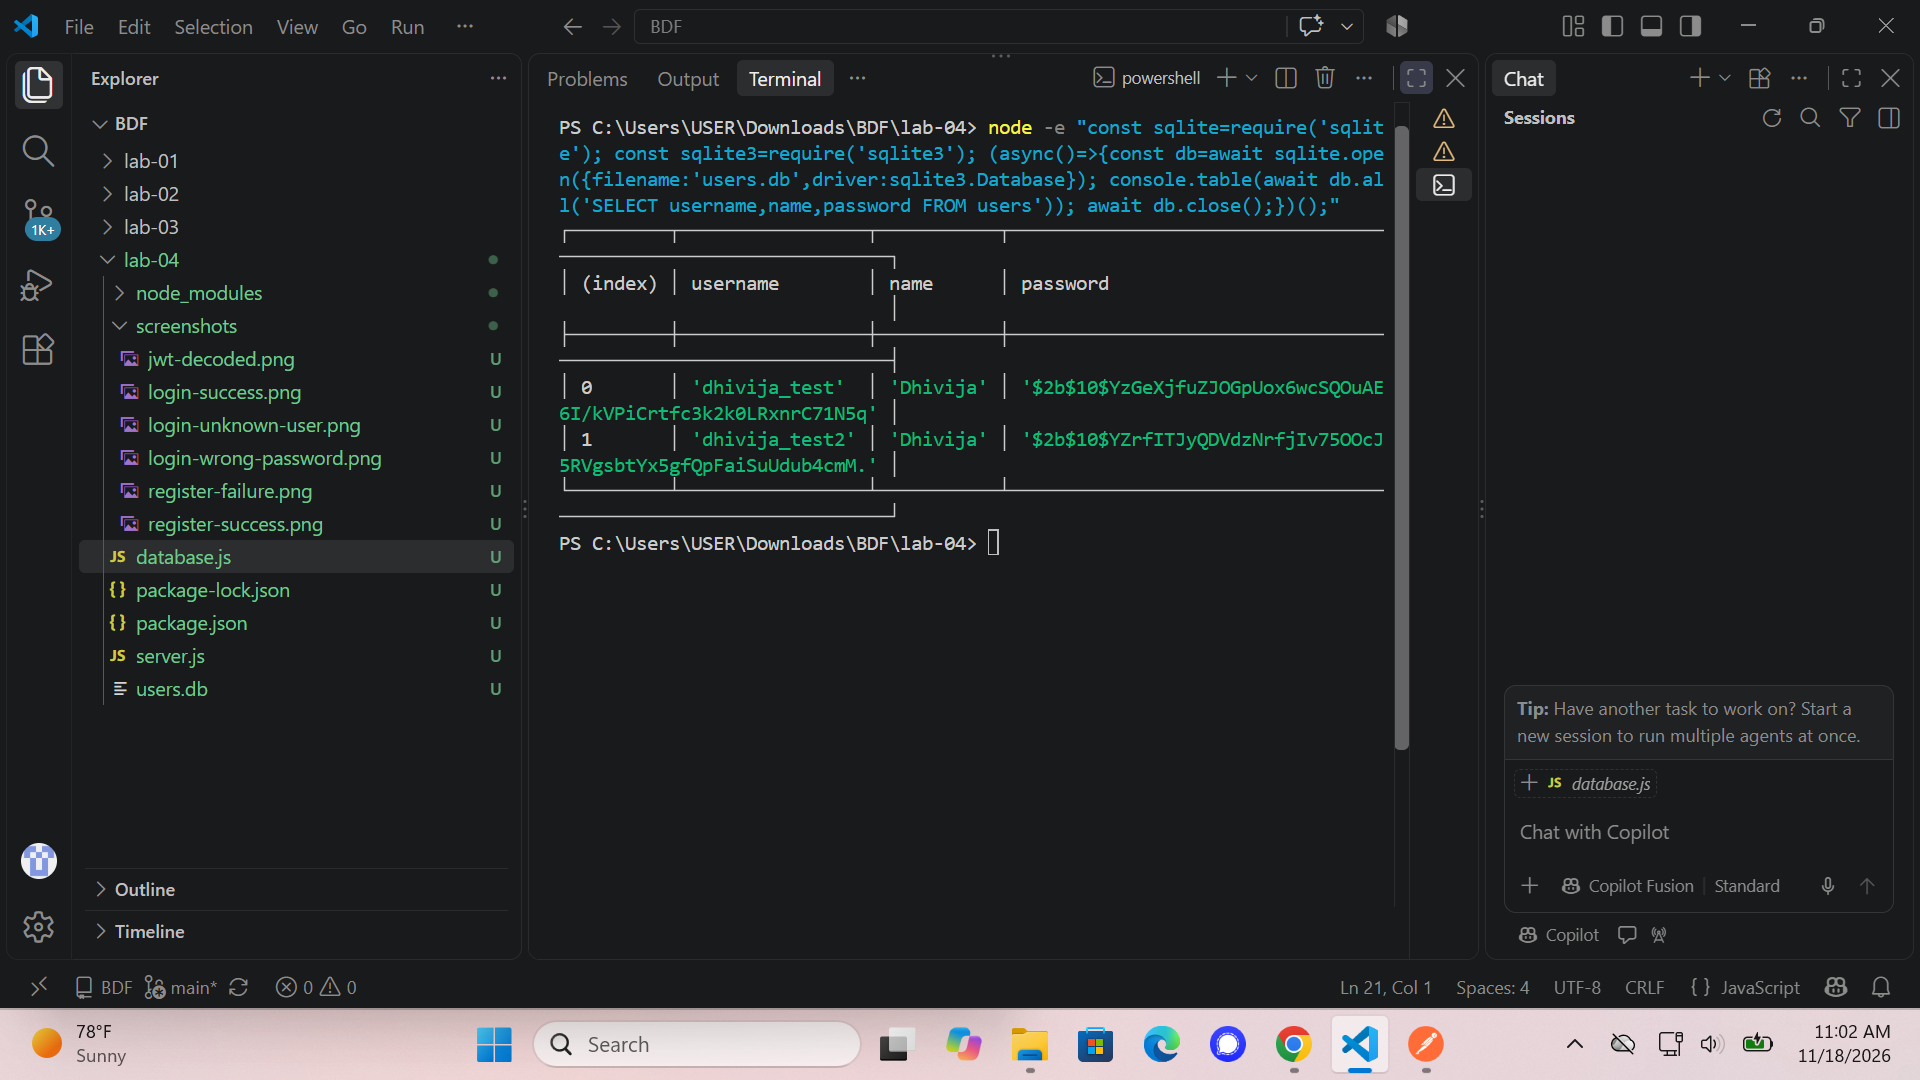 File Edit Selection View Go Run ···
BDF
Explorer
BDF
lab-01
lab-02
lab-03
lab-04
node_modules
screenshots
jwt-decoded.png U
login-success.png U
login-unknown-user.png U
login-wrong-password.png U
register-failure.png U
register-success.png U
JS database.js U
{} package-lock.json U
{} package.json U
JS server.js U
users.db U
1K+
Outline
Timeline
Problems Output Terminal ···
powershell
PS C:\Users\USER\Downloads\BDF\lab-04> node -e "const sqlite=require('sqlit
e'); const sqlite3=require('sqlite3'); (async()=>{const db=await sqlite.ope
n({filename:'users.db',driver:sqlite3.Database}); console.table(await db.al
l('SELECT username,name,password FROM users')); await db.close();})();"
(index) username name password
0 'dhivija_test' 'Dhivija' '$2b$10$YzGeXjfuZJOGpUox6wcSQOuAE
6I/kVPiCrtfc3k2k0LRxnrC71N5q'
1 'dhivija_test2' 'Dhivija' '$2b$10$YZrfITJyQDVdzNrfjIv75OOcJ
5RVgsbtYx5gfQpFaiSuUdub4cmM.'
PS C:\Users\USER\Downloads\BDF\lab-04>
Chat
Sessions
Tip: Have another task to work on? Start a
new session to run multiple agents at once.
JS database.js
Chat with Copilot
Copilot Fusion Standard
Copilot
BDF main* 0 0
Ln 21, Col 1 Spaces: 4 UTF-8 CRLF {} JavaScript
78°F
Sunny
Search
11:02 AM
11/18/2026